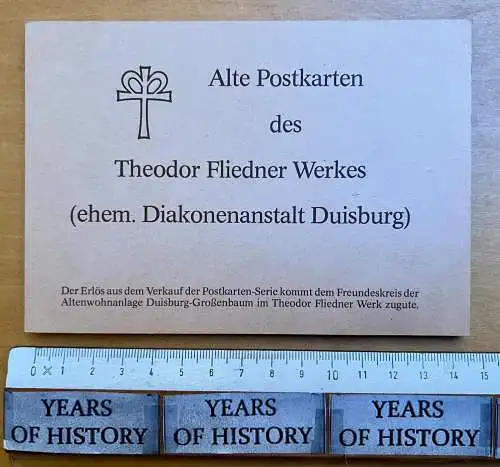 Alte Postkarten
des
Theodor Fliedner Werkes
(ehem. Diakonenanstalt Duisburg)
Der Erlös aus dem Verkauf der Postkarten-Serie kommt dem Freundeskreis der
Altenwohnanlage Duisburg-Großenbaum im Theodor Fliedner Werk zugute.
0 1 2 3 4 5 6 7 8 9 10 11 12 13 14 15
YEARS
OF HISTORY
YEARS
OF HISTORY
YEARS
OF HISTORY